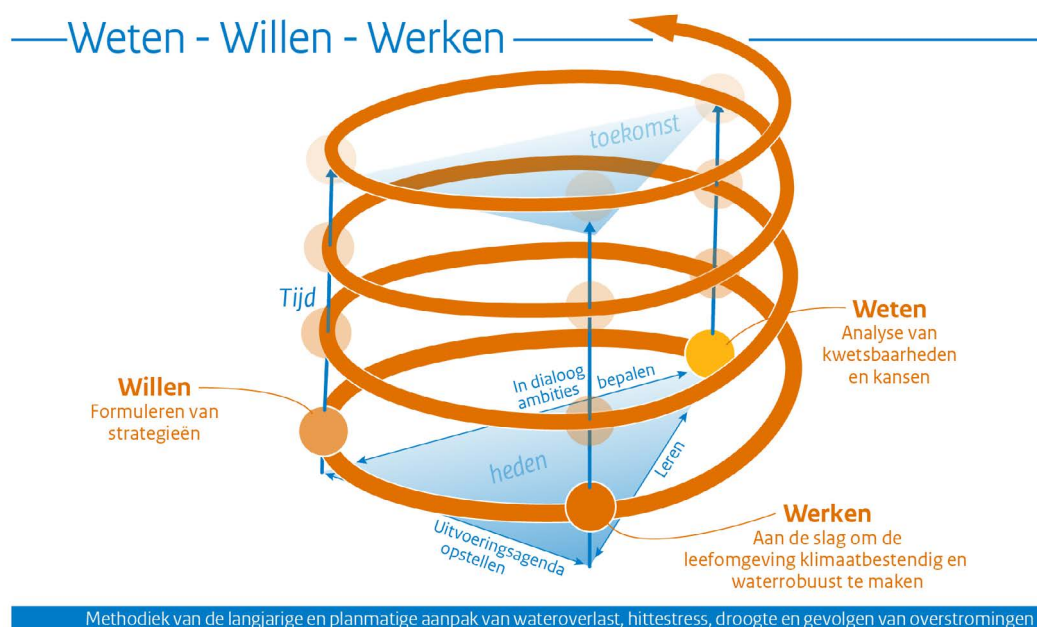 Weten - Willen - Werken
toekomst
Tijd
Weten
Analyse van
kwetsbaarheden
en kansen
In dialoog
ambities
bepalen
Willen
Formuleren van
strategieën
heden
Leren
Werken
Aan de slag om de
leefomgeving klimaatbestendig en
waterrobuust te maken
Uitvoeringsagenda
opstellen
Methodiek van de langjarige en planmatige aanpak van wateroverlast, hittestress, droogte en gevolgen van overstromingen